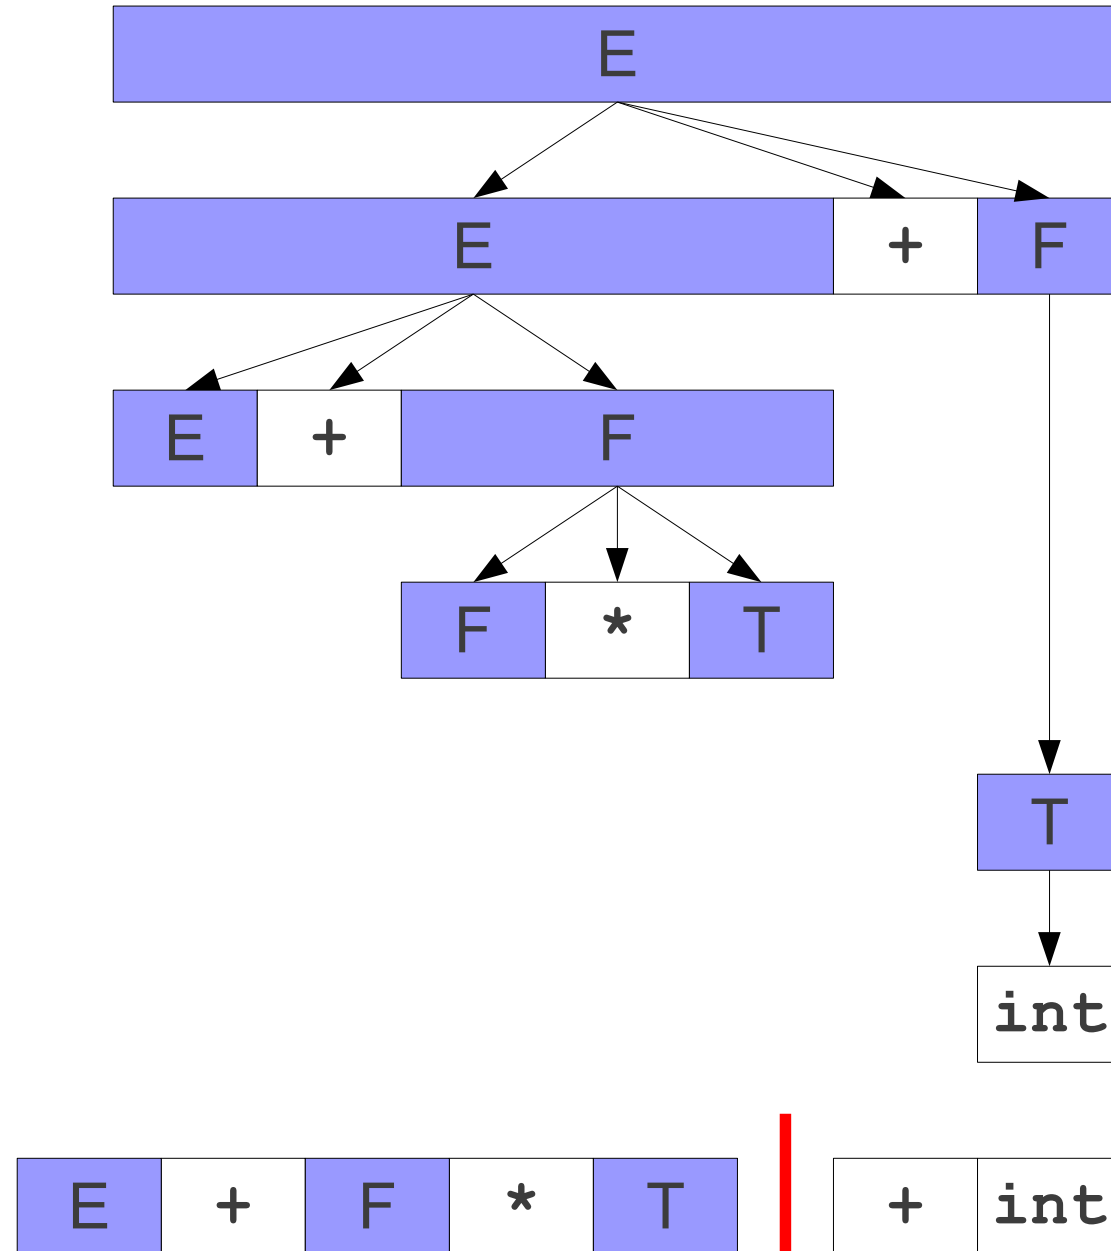 E
E + F
E + F
F * T
T
int
E + F * T + int